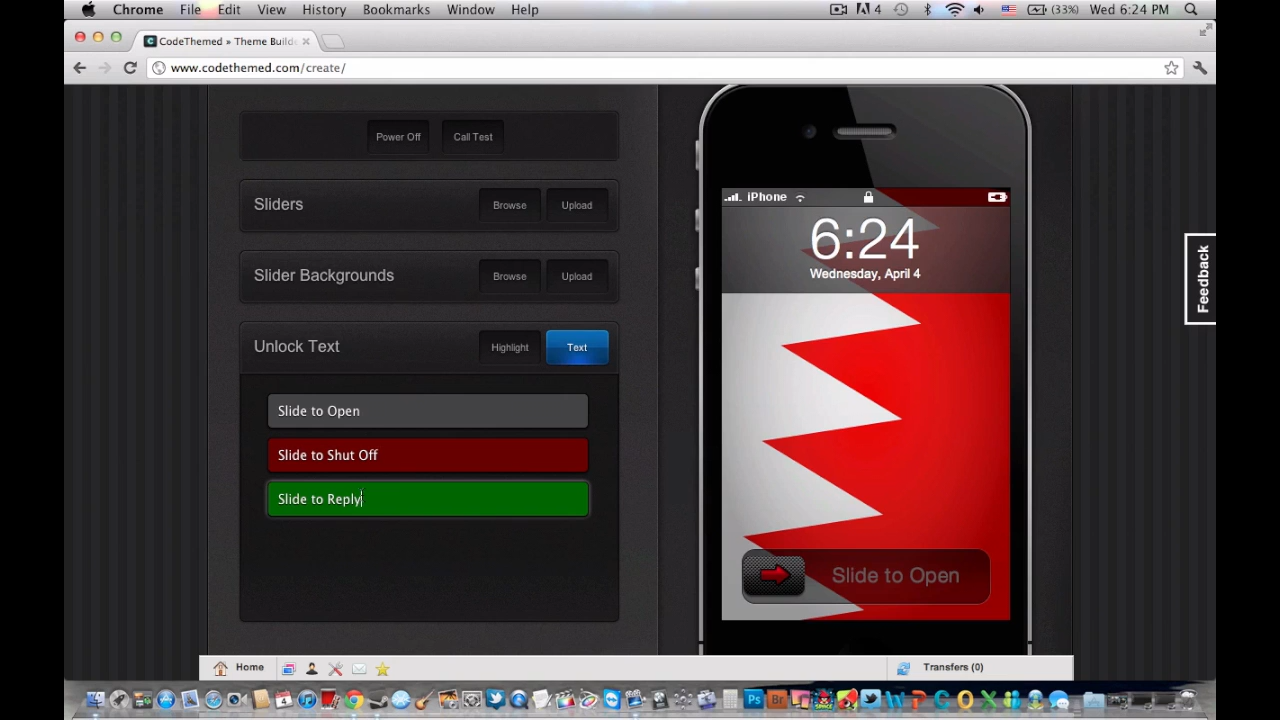 Chrome File Edit View History Bookmarks Window Help 4 (33%) Wed 6:24 PM
CodeThemed » Theme Build
www.codethemed.com/create/
Power Off Call Test
Sliders Browse Upload
Slider Backgrounds Browse Upload
Unlock Text Highlight Text
Slide to Open
Slide to Shut Off
Slide to Reply
iPhone
6:24
Wednesday, April 4
Slide to Open
Feedback
Home Transfers (0)
Ps Br